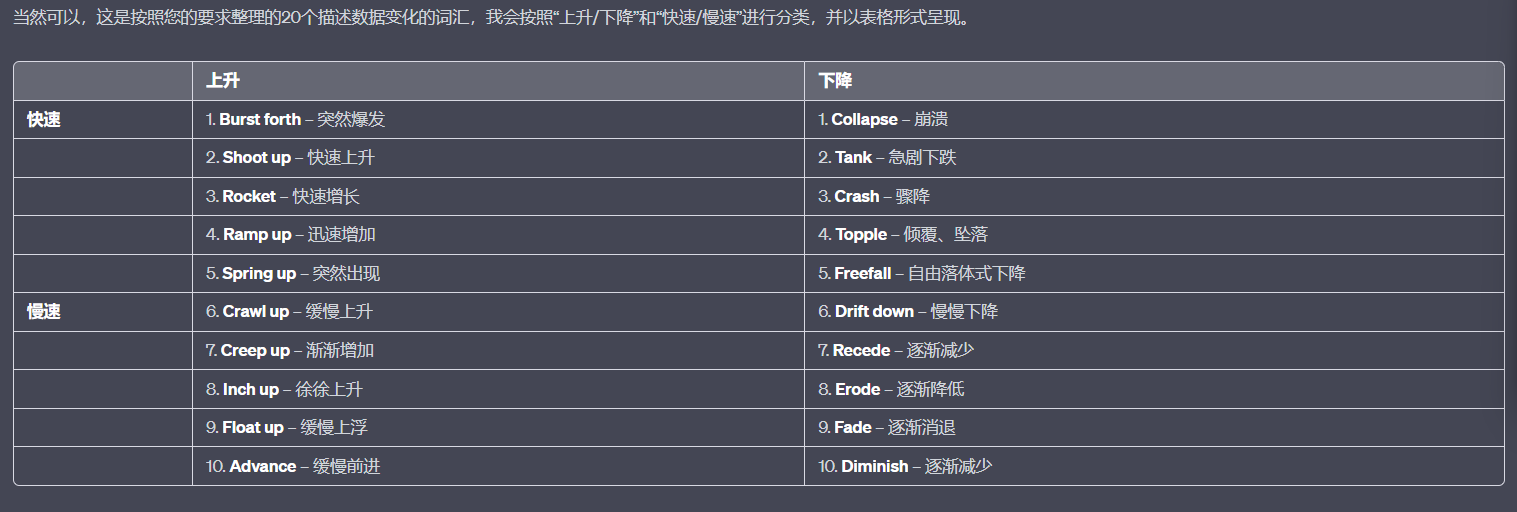 当然可以，这是按照您的要求整理的20个描述数据变化的词汇，我会按照“上升/下降”和“快速/慢速”进行分类，并以表格形式呈现。
上升 下降
快速 1. Burst forth – 突然爆发 1. Collapse – 崩溃
2. Shoot up – 快速上升 2. Tank – 急剧下跌
3. Rocket – 快速增长 3. Crash – 骤降
4. Ramp up – 迅速增加 4. Topple – 倾覆、坠落
5. Spring up – 突然出现 5. Freefall – 自由落体式下降
慢速 6. Crawl up – 缓慢上升 6. Drift down – 慢慢下降
7. Creep up – 渐渐增加 7. Recede – 逐渐减少
8. Inch up – 徐徐上升 8. Erode – 逐渐降低
9. Float up – 缓慢上浮 9. Fade – 逐渐消退
10. Advance – 缓慢前进 10. Diminish – 逐渐减少